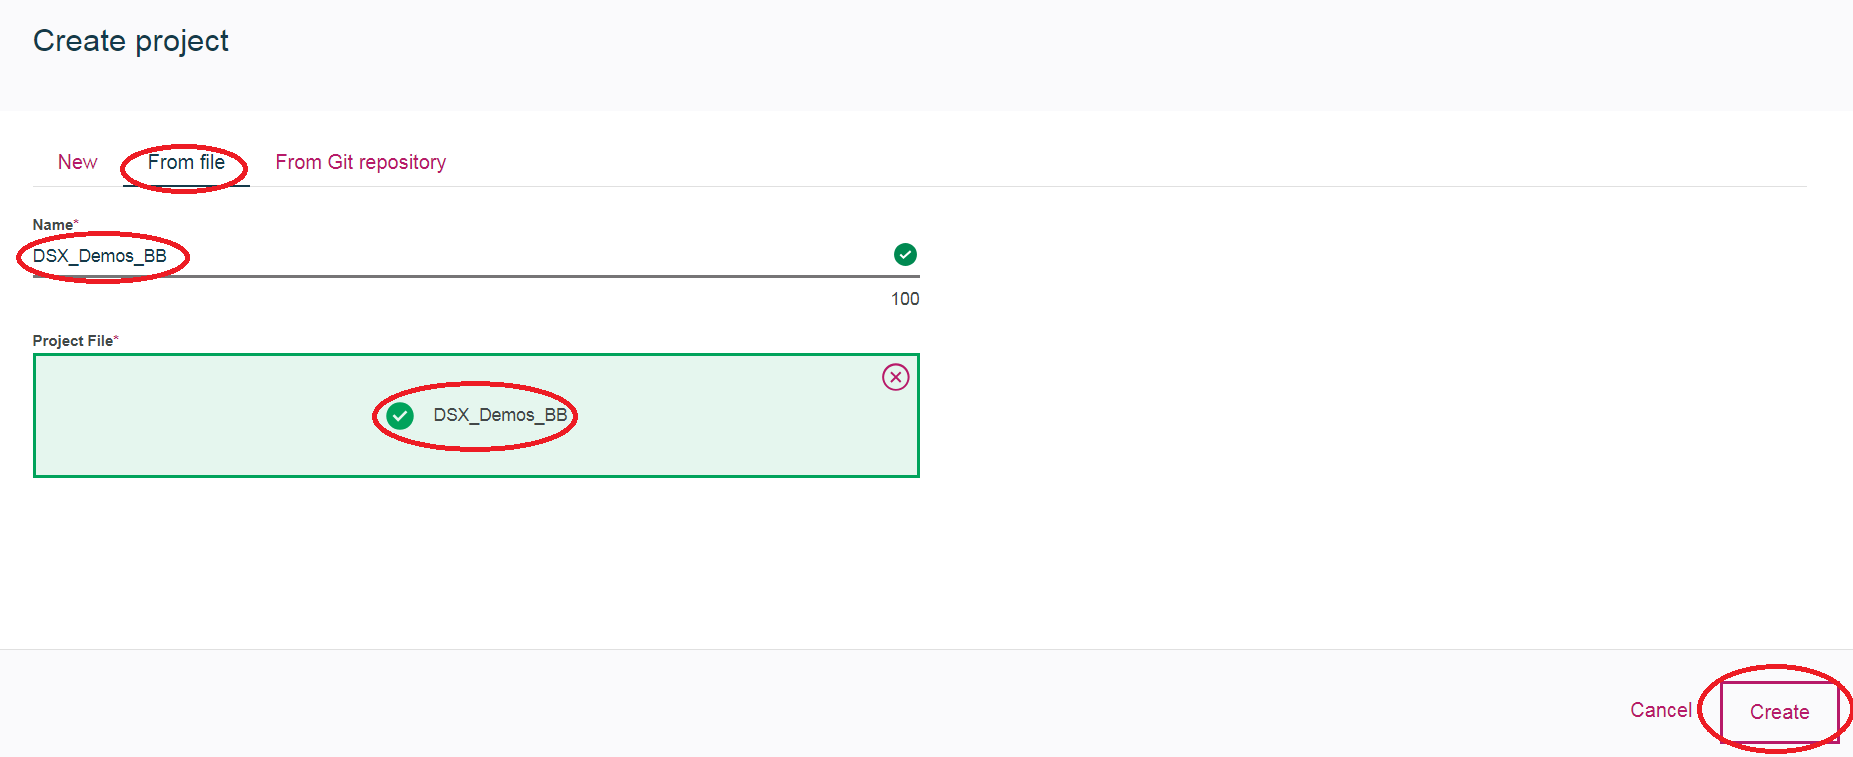 Create project
New From file From Git repository
Name*
DSX_Demos_BB
100
Project File*
DSX_Demos_BB
Cancel Create